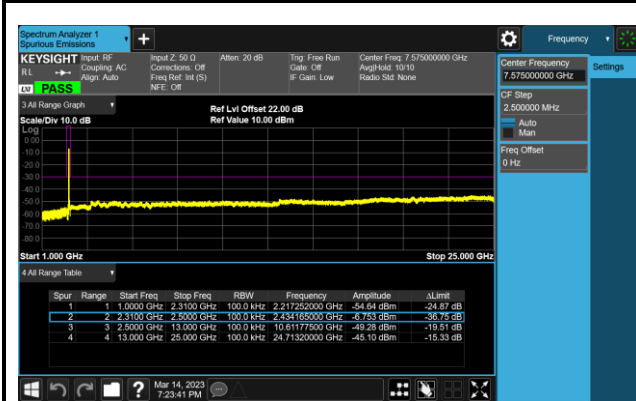 Spectrum Analyzer 1
Spurious Emissions
Frequency
KEYSIGHT
R L
Input: RF
Coupling: AC
Align: Auto
Input Z: 50 Ω
Corrections: Off
Freq Ref: Int (S)
NFE: Off
Atten: 20 dB
Trig: Free Run
Gate: Off
IF Gain: Low
Center Freq: 7.575000000 GHz
Avg|Hold: 10/10
Radio Std: None
LXI PASS
Center Frequency
7.575000000 GHz
Settings
CF Step
2.500000 MHz
Auto
Man
Freq Offset
0 Hz
3 All Range Graph
Scale/Div 10.0 dB
Ref Lvl Offset 22.00 dB
Ref Value 10.00 dBm
Log
0.00
-10.0
-20.0
-30.0
-40.0
-50.0
-60.0
-70.0
-80.0
Start 1.000 GHz
Stop 25.000 GHz
4 All Range Table
Spur Range Start Freq Stop Freq RBW Frequency Amplitude ΔLimit
1 1 1.0000 GHz 2.3100 GHz 100.0 kHz 2.217252000 GHz -54.64 dBm -24.87 dB
2 2 2.3100 GHz 2.5000 GHz 100.0 kHz 2.434165000 GHz -6.753 dBm -36.75 dB
3 3 2.5000 GHz 13.000 GHz 100.0 kHz 10.61177500 GHz -49.28 dBm -19.51 dB
4 4 13.000 GHz 25.000 GHz 100.0 kHz 24.71320000 GHz -45.10 dBm -15.33 dB
Mar 14, 2023
7:23:41 PM